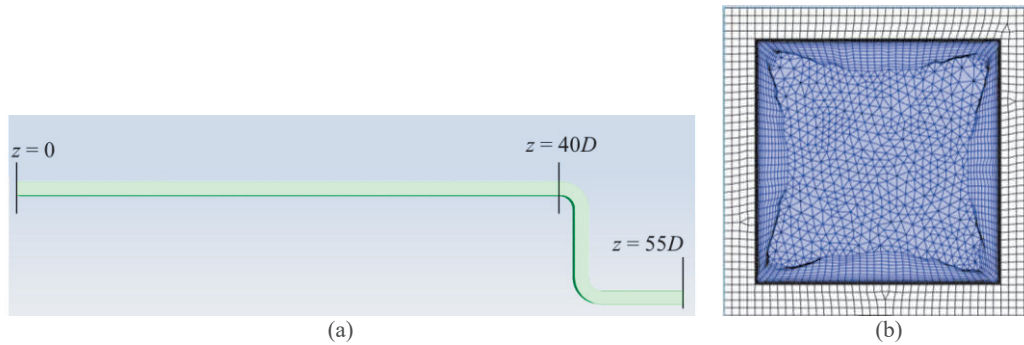 z = 0
z = 40D
z = 55D
(a)
(b)